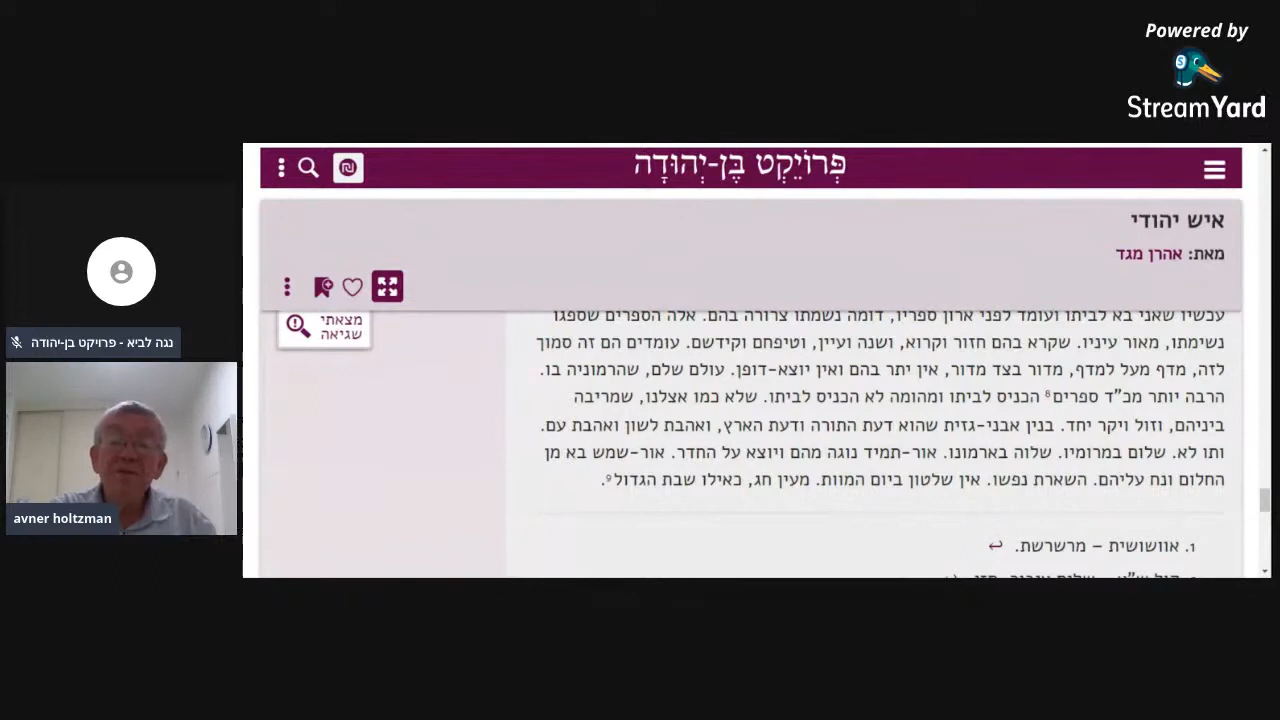 Powered by
StreamYard
פְּרוֹיֵקְט בֶּן-יְהוּדָה
איש יהודי
מאת: אהרן מגד
מצאתי
שגיאה
עכשיו שאני בא לביתו ועומד לפני ארון ספריו, דומה נשמתו צרורה בהם. אלה הספרים שספגו
נשימתו, מאור עיניו. שקרא בהם חזור וקרוא, ושנה ועיין, וטיפחם וקידשם. עומדים הם זה סמוך
לזה, מדף מעל למדף, מדור בצד מדור, אין יתר בהם ואין יוצא-דופן. עולם שלם, שהרמוניה בו.
הרבה יותר מכ״ד ספרים8 הכניס לביתו ומהומה לא הכניס לביתו. שלא כמו אצלנו, שמריבה
ביניהם, וזול ויקר יחד. בנין אבני-גזית שהוא דעת התורה ודעת הארץ, ואהבת לשון ואהבת עם.
ותו לא. שלום במרומיו. שלוה בארמונו. אור-תמיד נוגה מהם ויוצא על החדר. אור-שמש בא מן
החלום ונח עליהם. השארת נפשו. אין שלטון ביום המוות. מעין חג, כאילו שבת הגדול9.
1. אוושושית – מרשרשת. ↩
נגה לביא - פרויקט בן-יהודה
avner holtzman